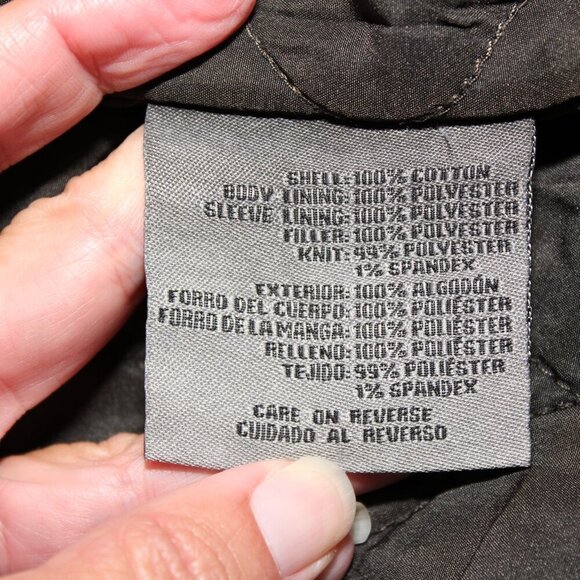 SHELL: 100% COTTON
BODY LINING: 100% POLYESTER
SLEEVE LINING: 100% POLYESTER
FILLER: 100% POLYESTER
KNIT: 99% POLYESTER
1% SPANDEX
EXTERIOR: 100% ALGODÓN
FORRO DEL CUERPO: 100% POLIÉSTER
FORRO DE LA MANGA: 100% POLIÉSTER
RELLENO: 100% POLIÉSTER
TEJIDO: 99% POLIÉSTER
1% SPANDEX
CARE ON REVERSE
CUIDADO AL REVERSO